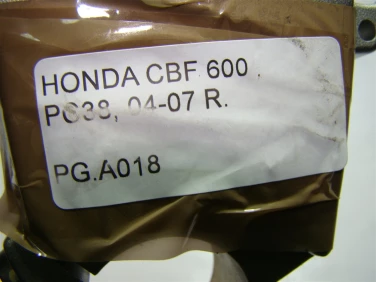 HONDA CBF 600
PC38, 04-07 R.
PG.A018